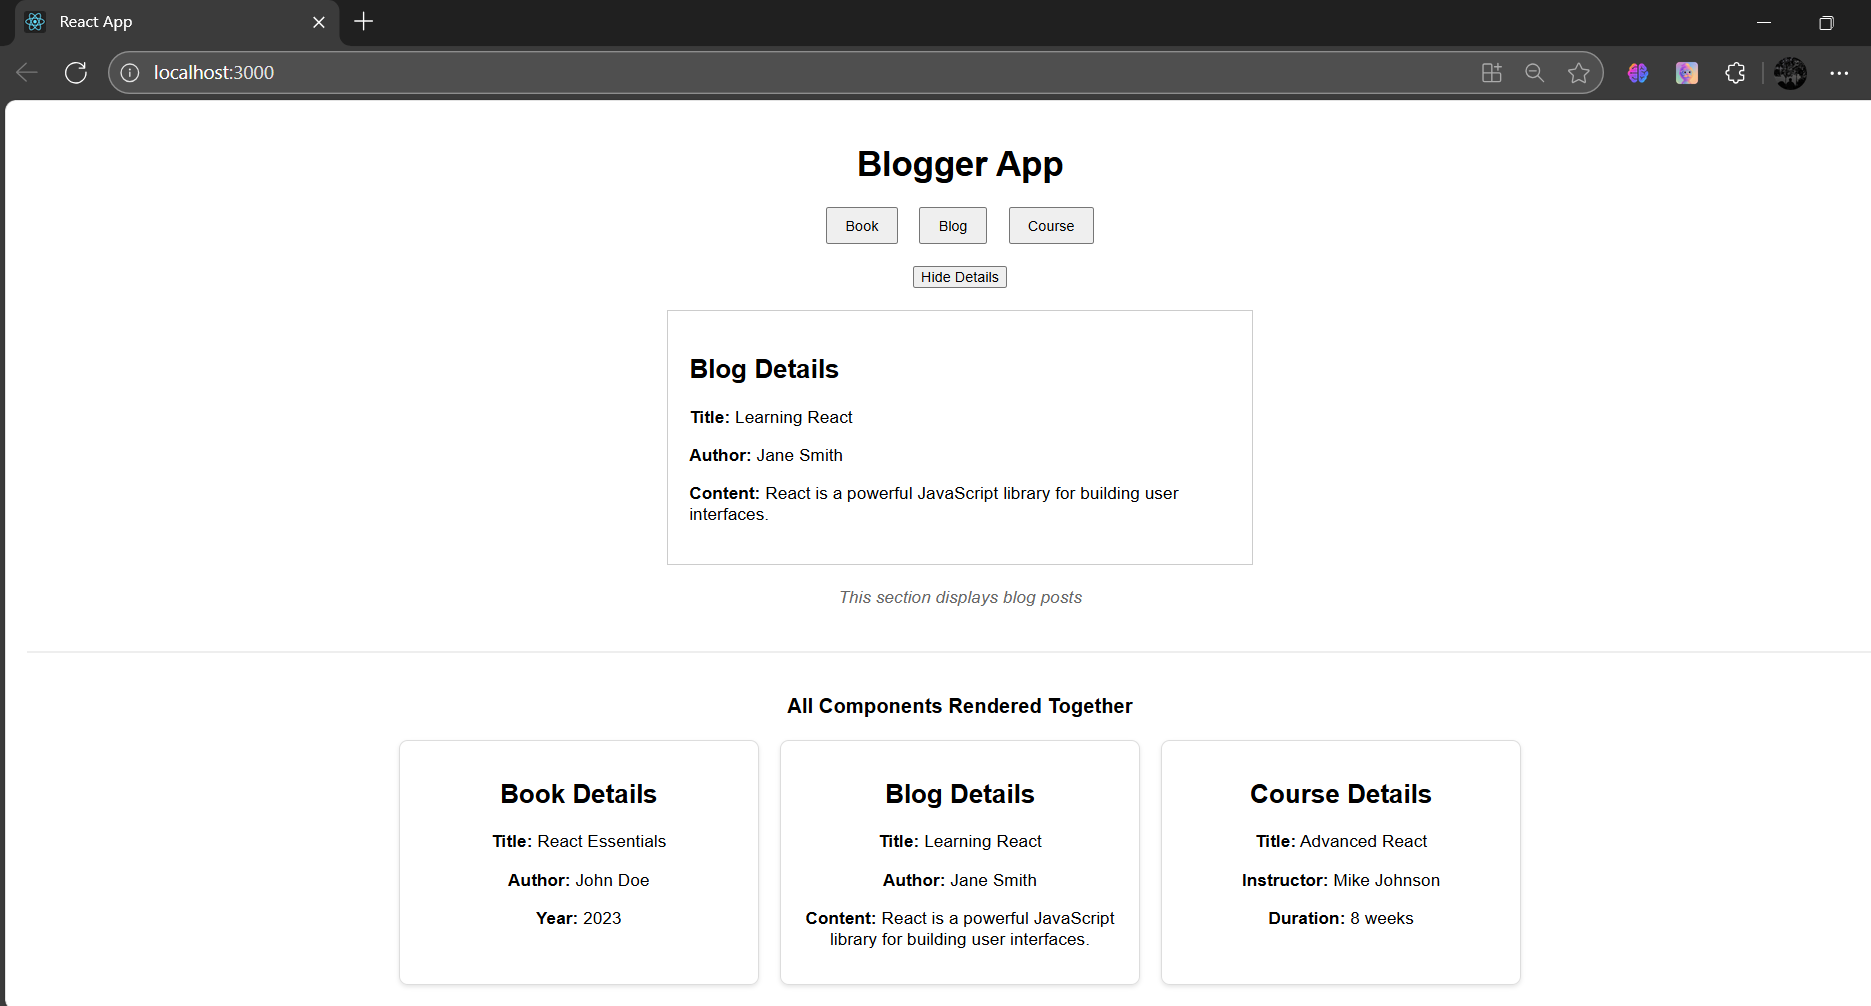 React App
localhost:3000
Blogger App
Book Blog Course
Hide Details
Blog Details
Title: Learning React
Author: Jane Smith
Content: React is a powerful JavaScript library for building user
interfaces.
This section displays blog posts
All Components Rendered Together
Book Details
Title: React Essentials
Author: John Doe
Year: 2023
Blog Details
Title: Learning React
Author: Jane Smith
Content: React is a powerful JavaScript
library for building user interfaces.
Course Details
Title: Advanced React
Instructor: Mike Johnson
Duration: 8 weeks